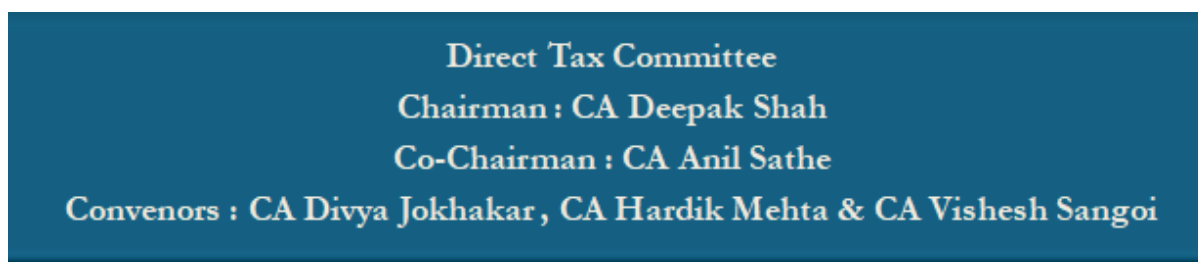 Direct Tax Committee
Chairman : CA Deepak Shah
Co-Chairman : CA Anil Sathe
Convenors : CA Divya Jokhakar, CA Hardik Mehta & CA Vishesh Sangoi